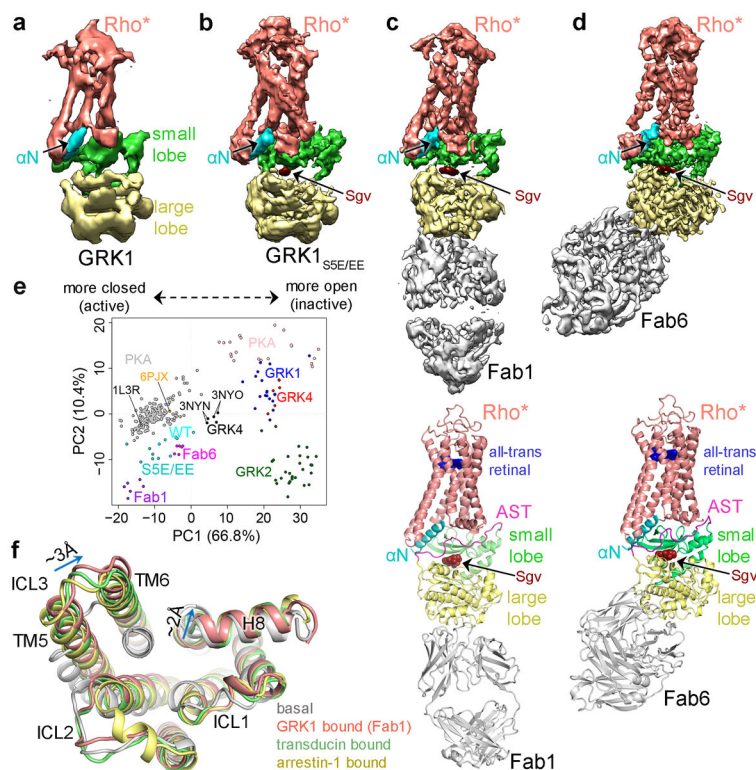 a
Rho*
αN
small
lobe
large
lobe
GRK1
b
Rho*
αN
Sgv
GRK1S5E/EE
c
Rho*
αN
Sgv
Fab1
d
Rho*
αN
Sgv
Fab6
e
more closed
(active)
more open
(inactive)
PC2 (10.4%)
20
10
0
−10
PKA
PKA
6PJX
1L3R
3NYN
3NYO
GRK1
GRK4
GRK4
WT
Fab6
S5E/EE
GRK2
Fab1
−20
−10
0
10
20
30
PC1 (66.8%)
Rho*
all-trans
retinal
AST
αN
small
lobe
Sgv
large
lobe
Fab1
Rho*
all-trans
retinal
AST
αN
small
lobe
Sgv
large
lobe
Fab6
f
~3Å
ICL3
TM6
TM5
~2Å
H8
ICL2
ICL1
basal
GRK1 bound (Fab1)
transducin bound
arrestin-1 bound